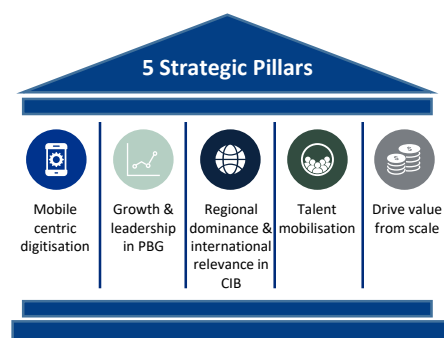 5 Strategic Pillars
Mobile
centric
digitisation
Growth &
leadership
in PBG
Regional
dominance &
international
relevance in
CIB
Talent
mobilisation
Drive value
from scale